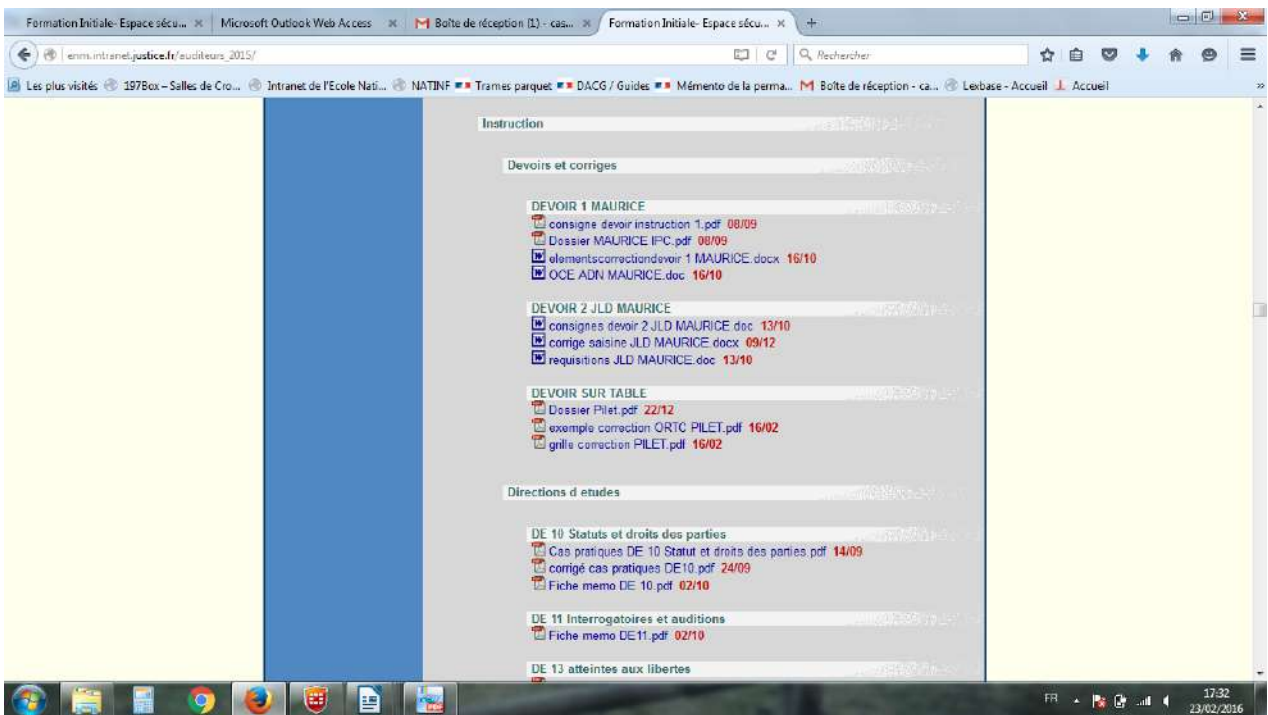 Formation Initiale- Espace sécu... × Microsoft Outlook Web Access × Boîte de réception (1) - cas... × Formation Initiale- Espace sécu... × +
enm.intranet.justice.fr/auditeurs_2015/ Rechercher
Les plus visités 197Box – Salles de Cro... Intranet de l'Ecole Nati... NATINF Trames parquet DACG / Guides Mémento de la perma... Boîte de réception - ca... Lexbase - Accueil Accueil »
Instruction
Devoirs et corriges
DEVOIR 1 MAURICE
consigne devoir instruction 1.pdf 08/09
Dossier MAURICE IPC.pdf 08/09
elementscorrectiondevoir 1 MAURICE.docx 16/10
OCE ADN MAURICE.doc 16/10
DEVOIR 2 JLD MAURICE
consignes devoir 2 JLD MAURICE.doc 13/10
corrige saisine JLD MAURICE.docx 09/12
requisitions JLD MAURICE.doc 13/10
DEVOIR SUR TABLE
Dossier Pilet.pdf 22/12
exemple correction ORTC PILET.pdf 16/02
grille correction PILET.pdf 16/02
Directions d etudes
DE 10 Statuts et droits des parties
Cas pratiques DE 10 Statut et droits des parties.pdf 14/09
corrigé cas pratiques DE10.pdf 24/09
Fiche memo DE 10.pdf 02/10
DE 11 Interrogatoires et auditions
Fiche memo DE11.pdf 02/10
DE 13 atteintes aux libertes
FR 17:32
23/02/2016